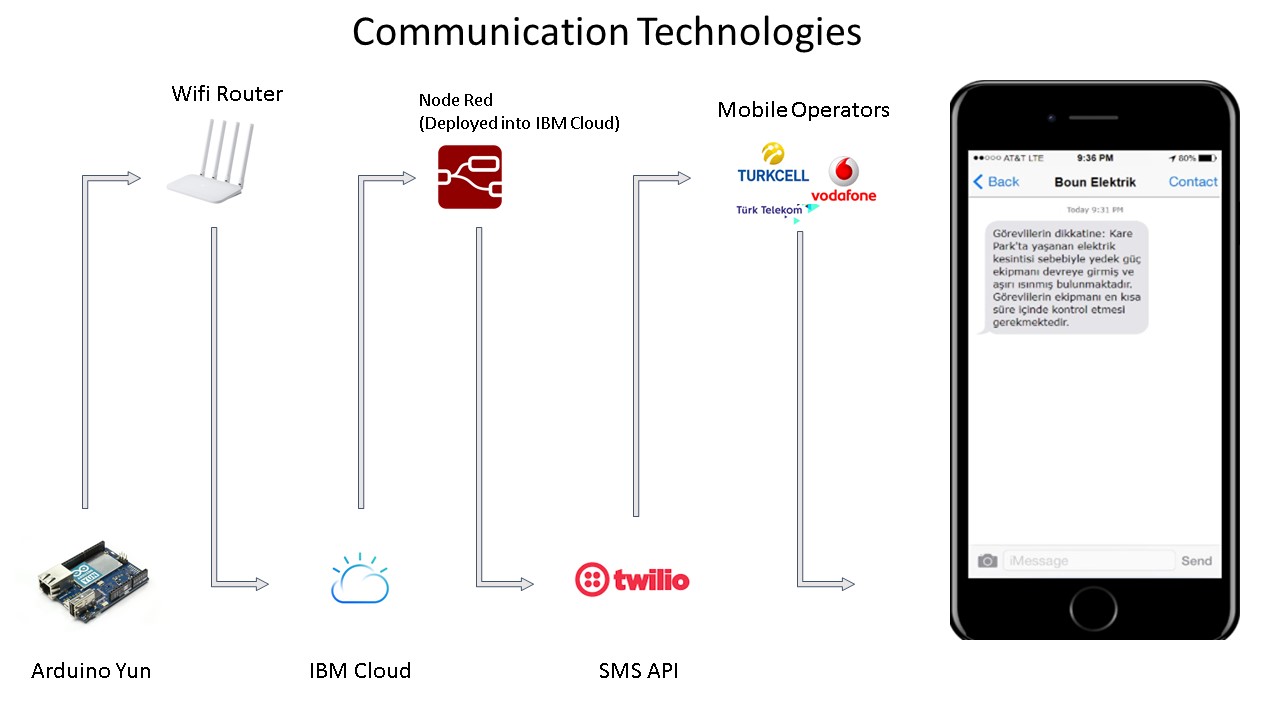 Communication Technologies
Wifi Router
Node Red
(Deployed into IBM Cloud)
Mobile Operators
TURKCELL
vodafone
Türk Telekom
AT&T LTE
9:36 PM
80%
Back
Boun Elektrik
Contact
Today 9:31 PM
Görevlilerin dikkatine: Kare
Park'ta yaşanan elektrik
kesintisi sebebiyle yedek güç
ekipmanı devreye girmiş ve
aşırı ısınmış bulunmaktadır.
Görevlilerin ekipmanı en kısa
süre içinde kontrol etmesi
gerekmektedir.
iMessage
Send
twilio
Arduino Yun
IBM Cloud
SMS API